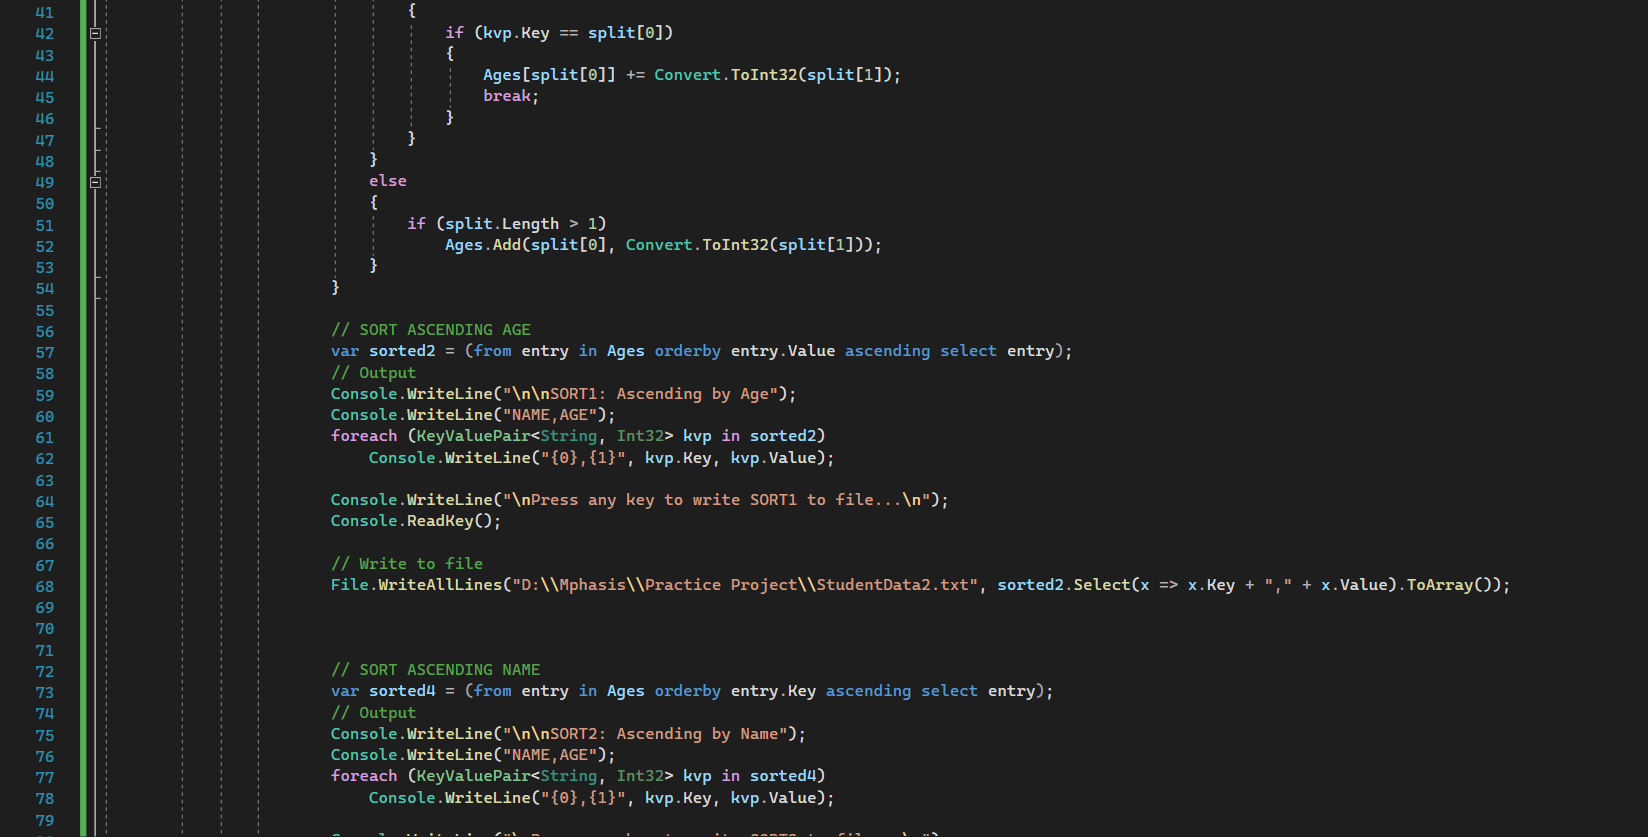 41 {
42 if (kvp.Key == split[0])
43 {
44 Ages[split[0]] += Convert.ToInt32(split[1]);
45 break;
46 }
47 }
48 }
49 else
50 {
51 if (split.Length > 1)
52 Ages.Add(split[0], Convert.ToInt32(split[1]));
53 }
54 }
55
56 // SORT ASCENDING AGE
57 var sorted2 = (from entry in Ages orderby entry.Value ascending select entry);
58 // Output
59 Console.WriteLine("\n\nSORT1: Ascending by Age");
60 Console.WriteLine("NAME,AGE");
61 foreach (KeyValuePair<String, Int32> kvp in sorted2)
62 Console.WriteLine("{0},{1}", kvp.Key, kvp.Value);
63
64 Console.WriteLine("\nPress any key to write SORT1 to file...\n");
65 Console.ReadKey();
66
67 // Write to file
68 File.WriteAllLines("D:\\Mphasis\\Practice Project\\StudentData2.txt", sorted2.Select(x => x.Key + "," + x.Value).ToArray());
69
70
71
72 // SORT ASCENDING NAME
73 var sorted4 = (from entry in Ages orderby entry.Key ascending select entry);
74 // Output
75 Console.WriteLine("\n\nSORT2: Ascending by Name");
76 Console.WriteLine("NAME,AGE");
77 foreach (KeyValuePair<String, Int32> kvp in sorted4)
78 Console.WriteLine("{0},{1}", kvp.Key, kvp.Value);
79